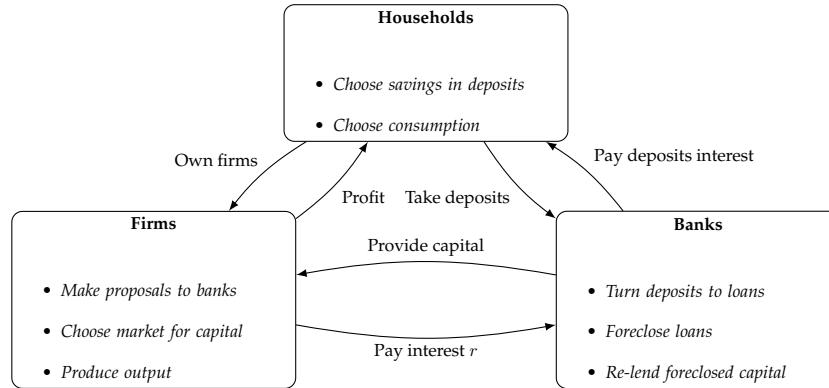 Households
• Choose savings in deposits
• Choose consumption
Own firms
Pay deposits interest
Profit
Take deposits
Firms
Provide capital
Banks
• Make proposals to banks
• Choose market for capital
• Produce output
Pay interest r
• Turn deposits to loans
• Foreclose loans
• Re-lend foreclosed capital